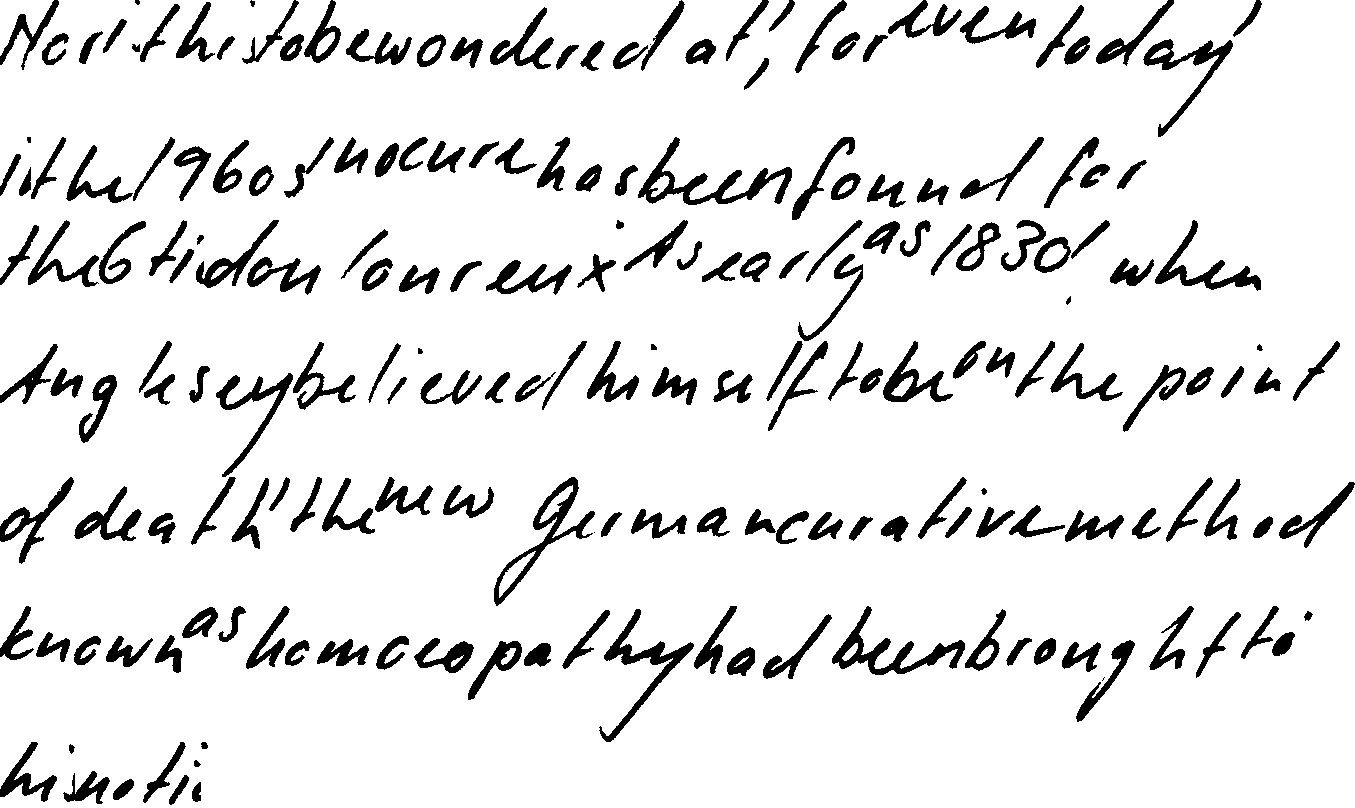 Nor is this to be wondered at, for even today
in the 1960s no cure has been found for
the tic douloureux. As early as 1830, when
Anglesey believed himself to be on the point
of death, the new German curative method
known as homoeopathy had been brought to
his